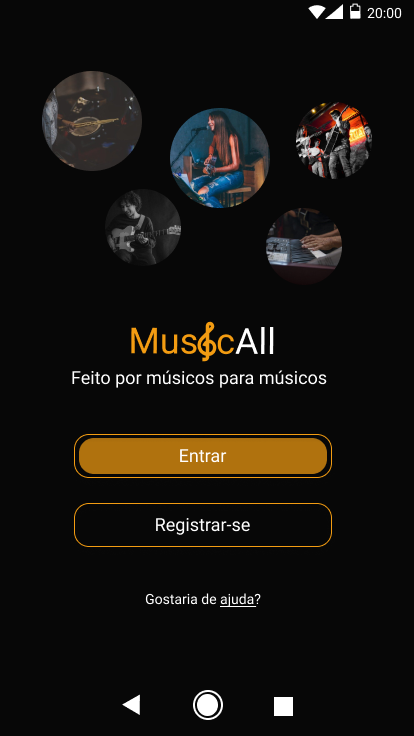 20:00
MusicAll
Feito por músicos para músicos
Entrar
Registrar-se
Gostaria de ajuda?